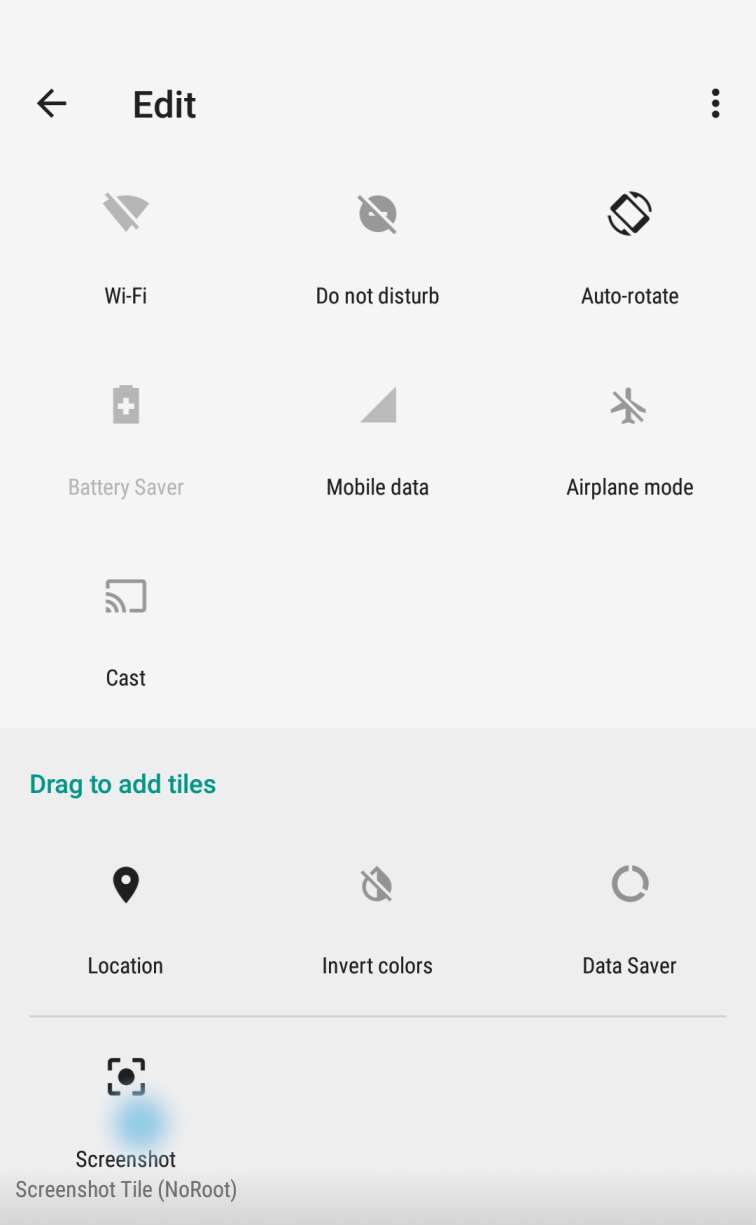 Edit
Wi-Fi
Do not disturb
Auto-rotate
Battery Saver
Mobile data
Airplane mode
Cast
Drag to add tiles
Location
Invert colors
Data Saver
Screenshot
Screenshot Tile (NoRoot)